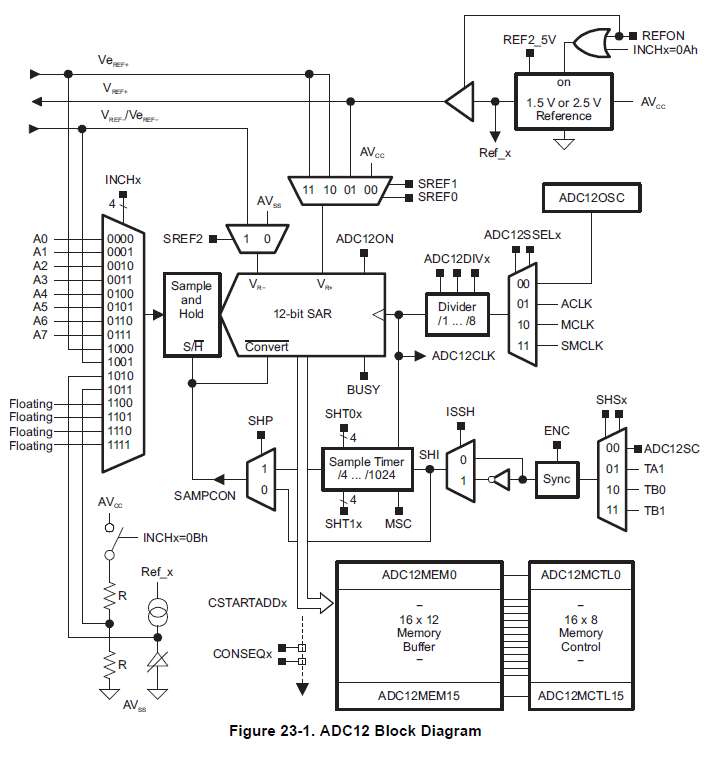 REF2_5V
REFON
INCHx=0Ah
VeREF+
on
VREF+
1.5 V or 2.5 V
Reference
AVCC
VREF−/VeREF−
Ref_x
AVCC
INCHx
4
11 10 01 00
SREF1
SREF0
AVSS
ADC12OSC
SREF2
1 0
ADC12ON
ADC12SSELx
A0
0000
A1
0001
A2
0010
A3
0011
A4
0100
A5
0101
A6
0110
A7
0111
1000
1001
1010
1011
Floating
1100
Floating
1101
Floating
1110
Floating
1111
Sample
and
Hold
S/H
VR−
VR+
12-bit SAR
Convert
BUSY
ADC12DIVx
Divider
/1 ... /8
00
01
ACLK
10
MCLK
11
SMCLK
ADC12CLK
SHSx
SHP
SHT0x
4
ISSH
ENC
1
0
SAMPCON
Sample Timer
/4 ... /1024
SHI
0
1
Sync
00
ADC12SC
01
TA1
10
TB0
11
TB1
4
SHT1x
MSC
AVCC
INCHx=0Bh
Ref_x
R
R
AVSS
CSTARTADDx
CONSEQx
ADC12MEM0
–
16 x 12
Memory
Buffer
–
ADC12MEM15
ADC12MCTL0
–
16 x 8
Memory
Control
–
ADC12MCTL15
Figure 23-1. ADC12 Block Diagram